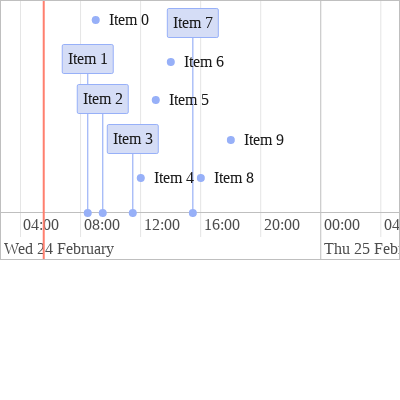 Item 0
Item 7
Item 1
Item 6
Item 2
Item 5
Item 3
Item 9
Item 4
Item 8
04:00 08:00 12:00 16:00 20:00 00:00 04
Wed 24 February Thu 25 Feb